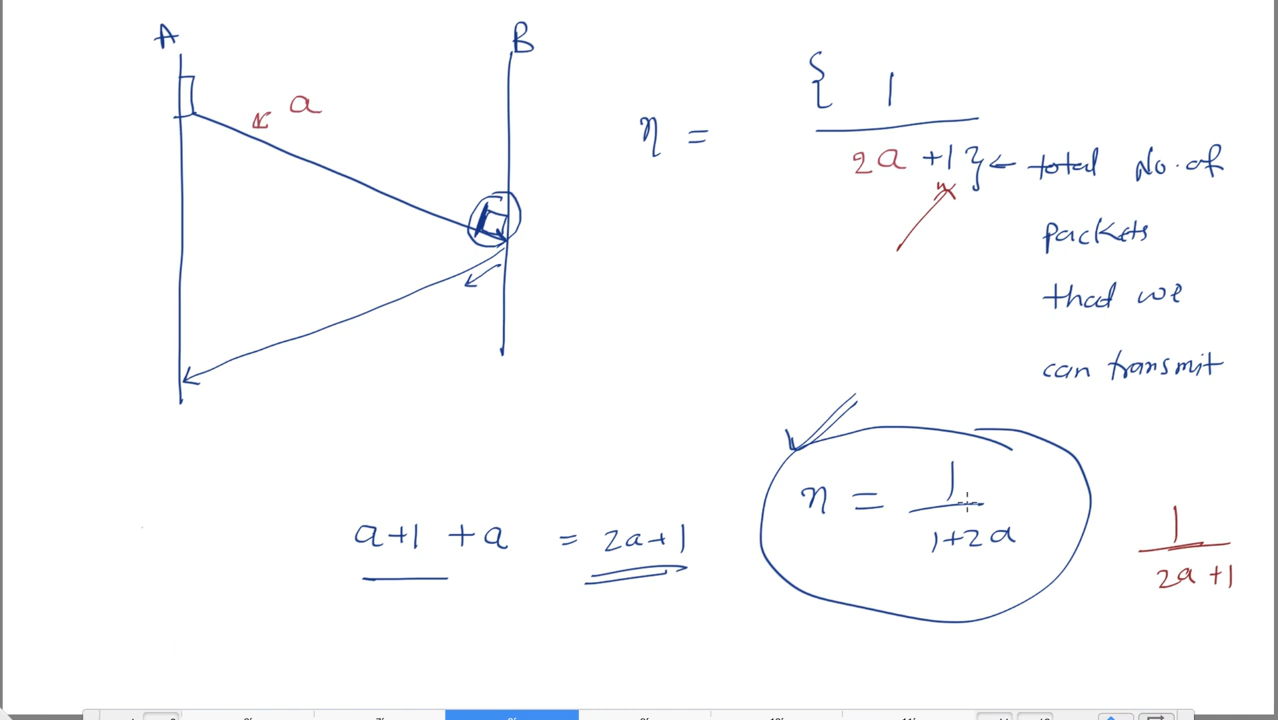 A
B
a
η = { 1 / 2a + 1 } ← total No. of
packets
that we
can transmit
η = 1 / 1+2a
a+1 + a = 2a+1
1 / 2a +1